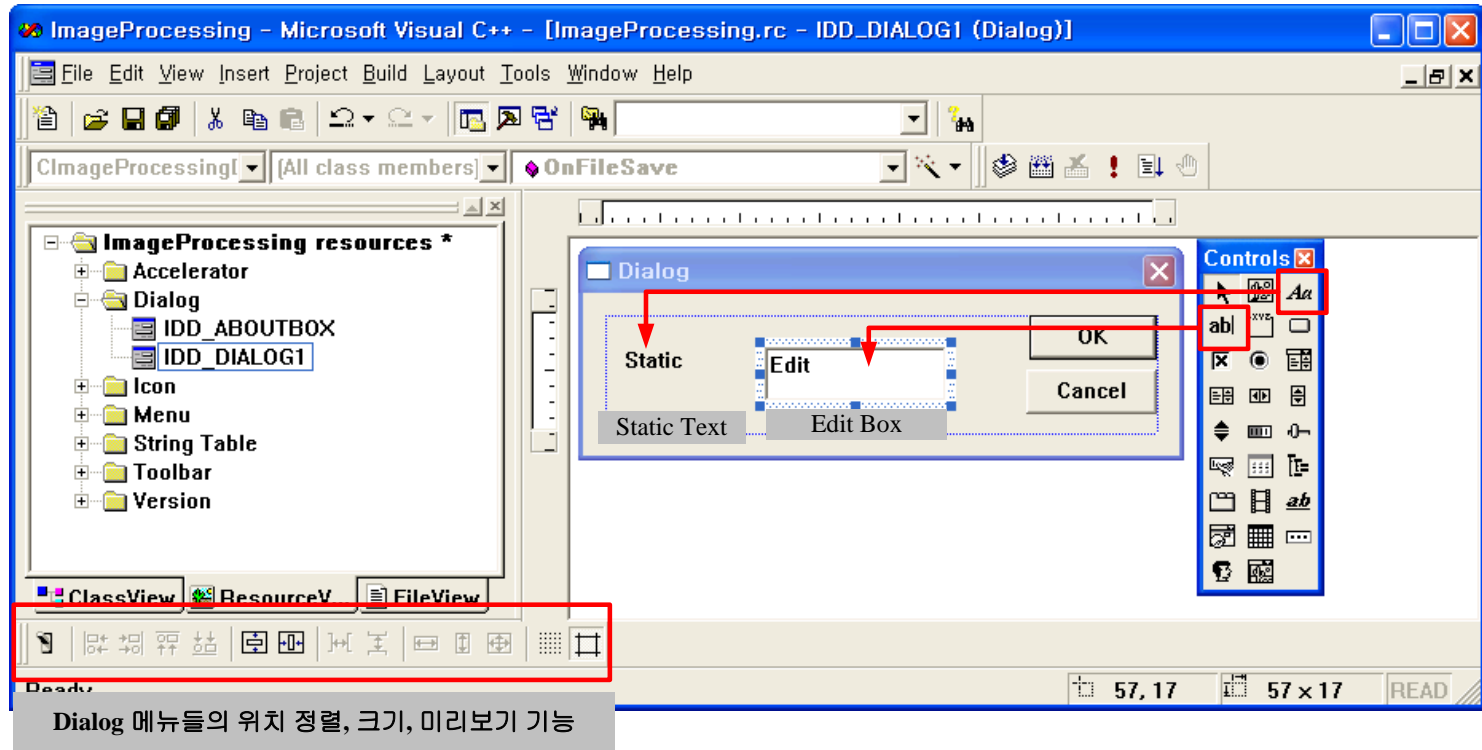 ImageProcessing - Microsoft Visual C++ - [ImageProcessing.rc - IDD_DIALOG1 (Dialog)]
File Edit View Insert Project Build Layout Tools Window Help
CImageProcessing[ [All class members] OnFileSave
ImageProcessing resources *
Accelerator
Dialog
IDD_ABOUTBOX
IDD_DIALOG1
Icon
Menu
String Table
Toolbar
Version
ClassView ResourceV... FileView
Dialog
Static
Edit
OK
Cancel
Static Text
Edit Box
Controls
Aa
ab|
xyz
ab
Ready
57, 17
57 × 17
READ
Dialog 메뉴들의 위치 정렬, 크기, 미리보기 기능